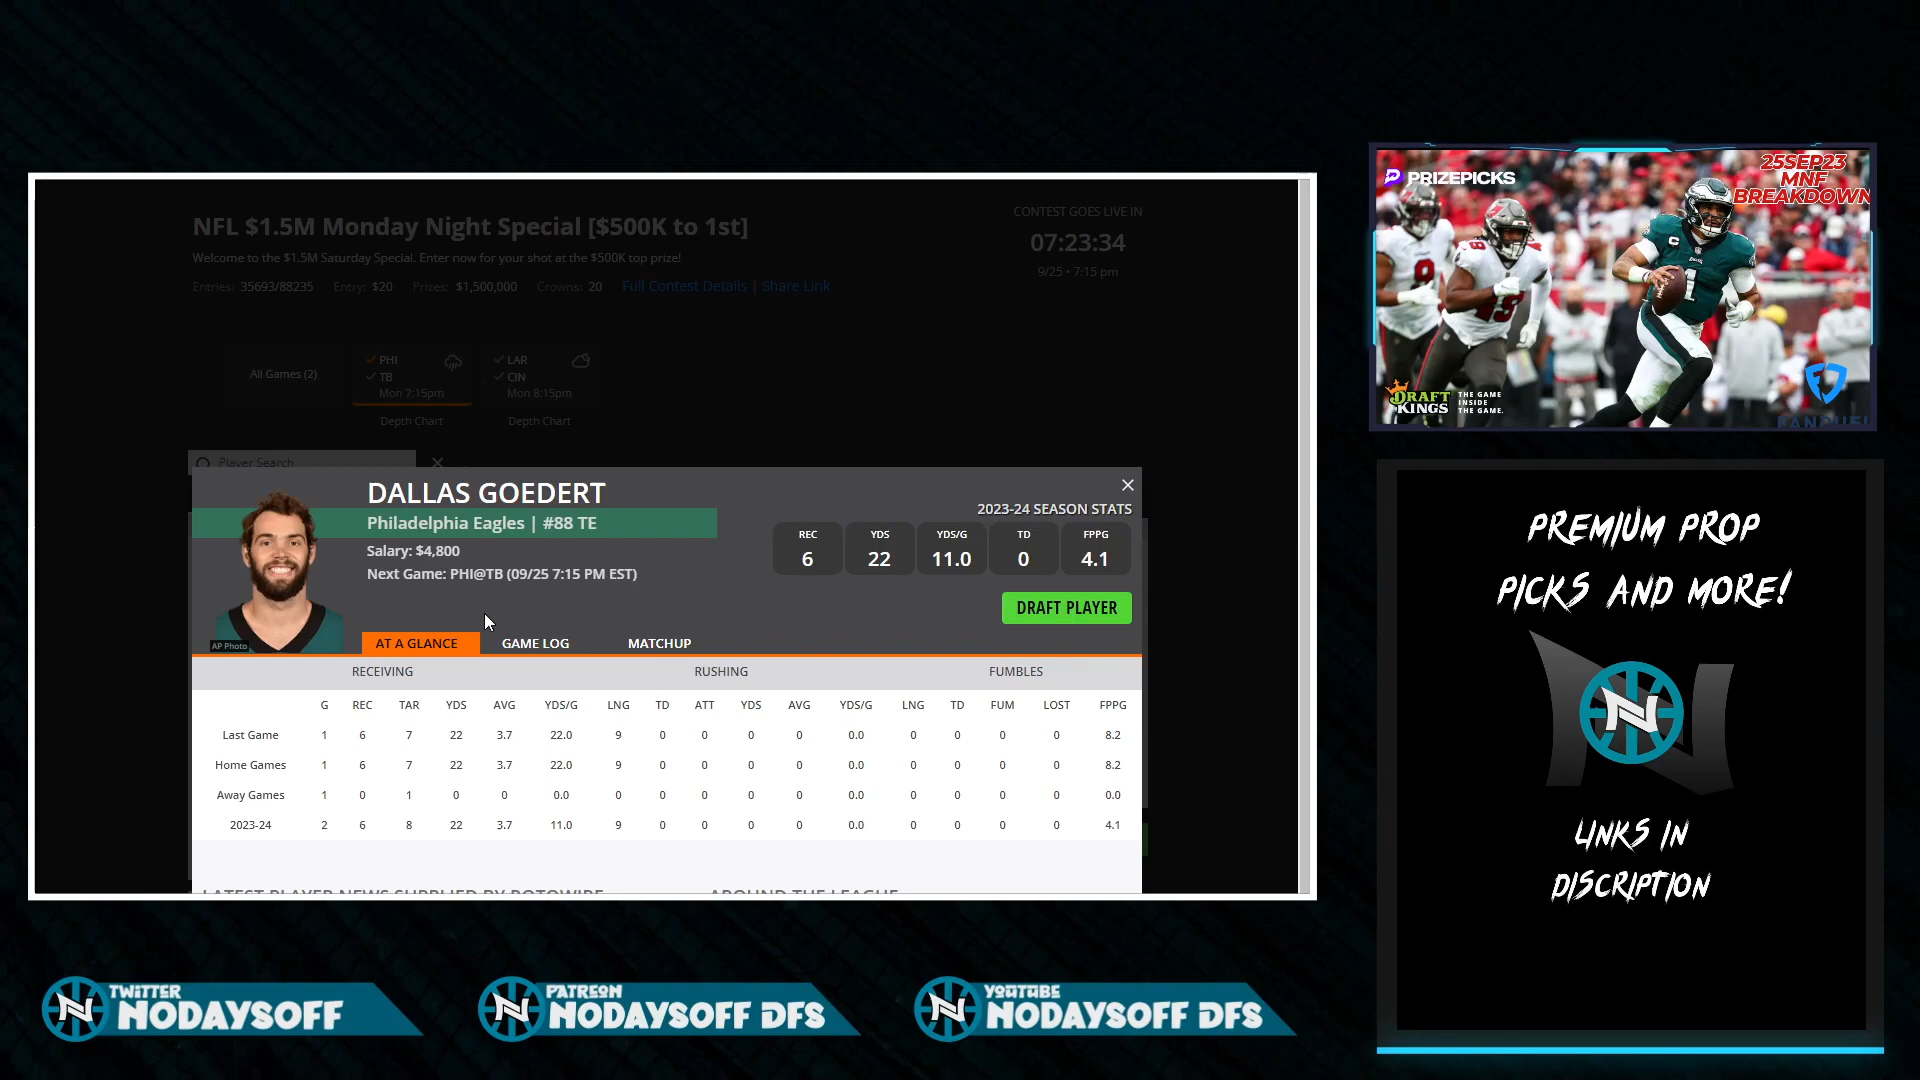 NFL $1.5M Monday Night Special [$500K to 1st]
Welcome to the $1.5M Saturday Special. Enter now for your shot at the $500K top prize!
Entries: 35693/88235 Entry: $20 Prizes: $1,500,000 Crowns: 20 Full Contest Details | Share Link
CONTEST GOES LIVE IN
07:23:34
9/25 • 7:15 pm
All Games (2)
PHI
TB
Mon 7:15pm
Depth Chart
LAR
CIN
Mon 8:15pm
Depth Chart
Player Search
DALLAS GOEDERT
Philadelphia Eagles | #88 TE
Salary: $4,800
Next Game: PHI@TB (09/25 7:15 PM EST)
AP Photo
2023-24 SEASON STATS
REC YDS YDS/G TD FPPG
6 22 11.0 0 4.1
DRAFT PLAYER
AT A GLANCE GAME LOG MATCHUP
RECEIVING RUSHING FUMBLES
G REC TAR YDS AVG YDS/G LNG TD ATT YDS AVG YDS/G LNG TD FUM LOST FPPG
Last Game 1 6 7 22 3.7 22.0 9 0 0 0 0 0.0 0 0 0 0 8.2
Home Games 1 6 7 22 3.7 22.0 9 0 0 0 0 0.0 0 0 0 0 8.2
Away Games 1 0 1 0 0 0.0 0 0 0 0 0 0.0 0 0 0 0 0.0
2023-24 2 6 8 22 3.7 11.0 9 0 0 0 0 0.0 0 0 0 0 4.1
LATEST PLAYER NEWS SUPPLIED BY ROTOWIRE AROUND THE LEAGUE
PRIZEPICKS
25SEP23
MNF
BREAKDOWN
DRAFT
KINGS
THE GAME
INSIDE
THE GAME.
FANDUEL
PREMIUM PROP
PICKS AND MORE!
LINKS IN
DISCRIPTION
TWITTER
NODAYSOFF
PATREON
NODAYSOFF DFS
YOUTUBE
NODAYSOFF DFS